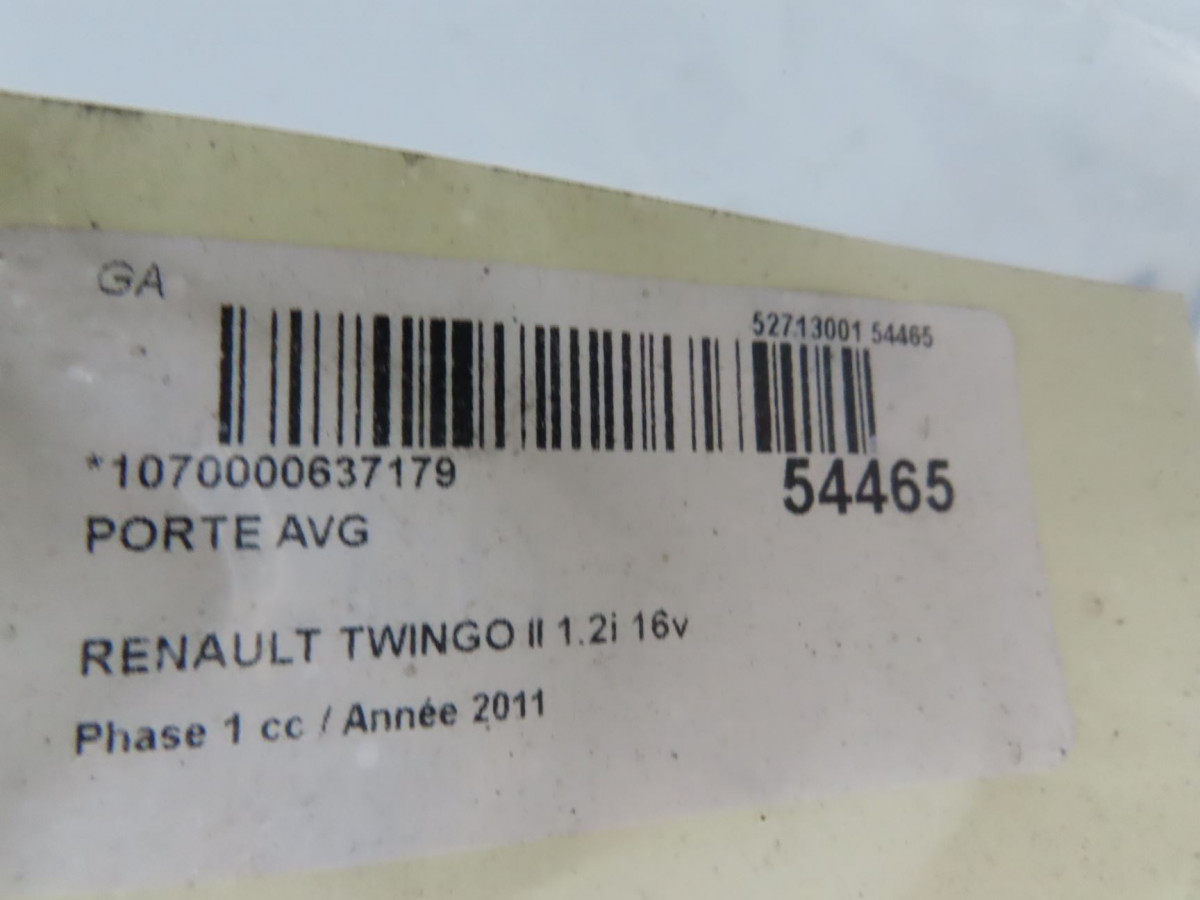 GA
52713001 54465
*1070000637179
54465
PORTE AVG
RENAULT TWINGO II 1.2i 16v
Phase 1 cc / Année 2011